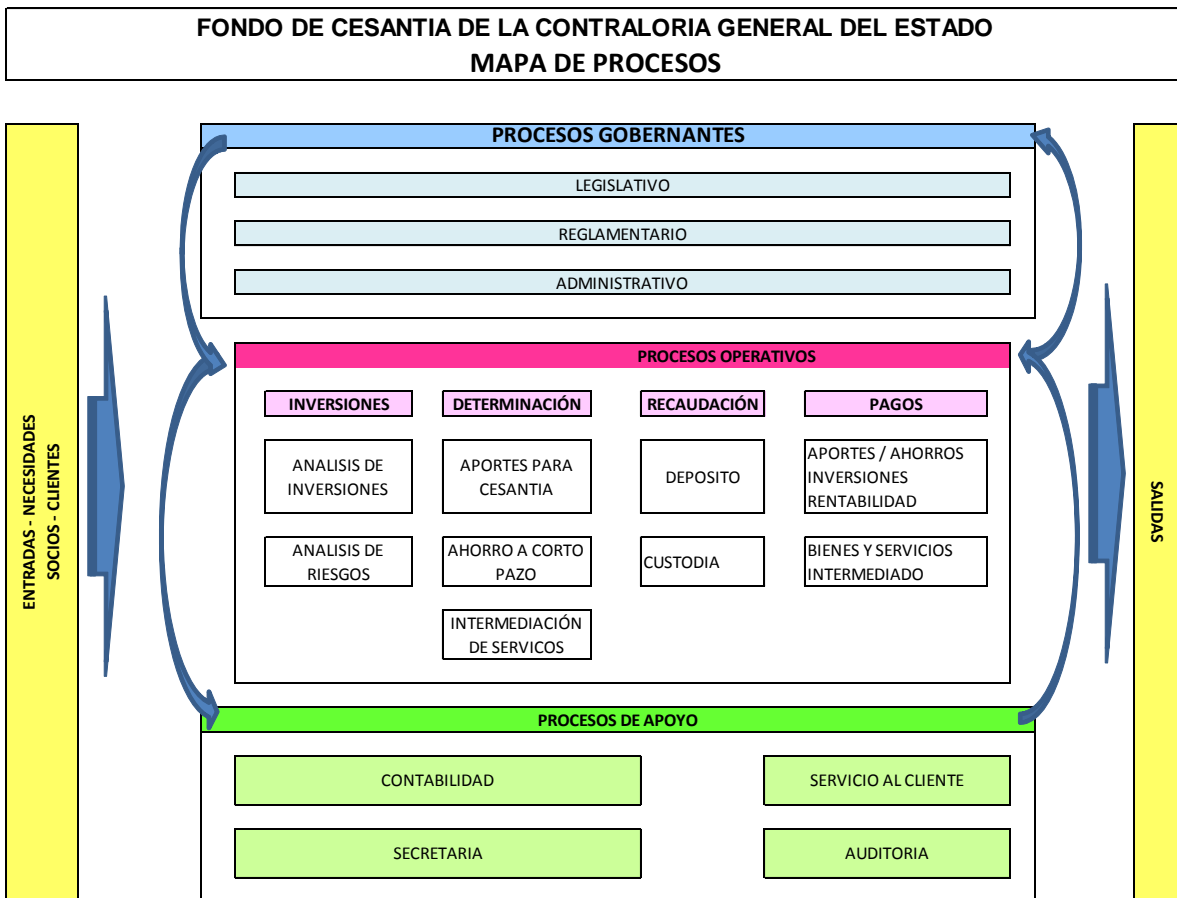 FONDO DE CESANTIA DE LA CONTRALORIA GENERAL DEL ESTADO
MAPA DE PROCESOS
ENTRADAS - NECESIDADES
SOCIOS - CLIENTES
PROCESOS GOBERNANTES
LEGISLATIVO
REGLAMENTARIO
ADMINISTRATIVO
PROCESOS OPERATIVOS
INVERSIONES
ANALISIS DE
INVERSIONES
ANALISIS DE
RIESGOS
DETERMINACIÓN
APORTES PARA
CESANTIA
AHORRO A CORTO
PAZO
INTERMEDIACIÓN
DE SERVICOS
RECAUDACIÓN
DEPOSITO
CUSTODIA
PAGOS
APORTES / AHORROS
INVERSIONES
RENTABILIDAD
BIENES Y SERVICIOS
INTERMEDIADO
PROCESOS DE APOYO
CONTABILIDAD
SERVICIO AL CLIENTE
SECRETARIA
AUDITORIA
SALIDAS